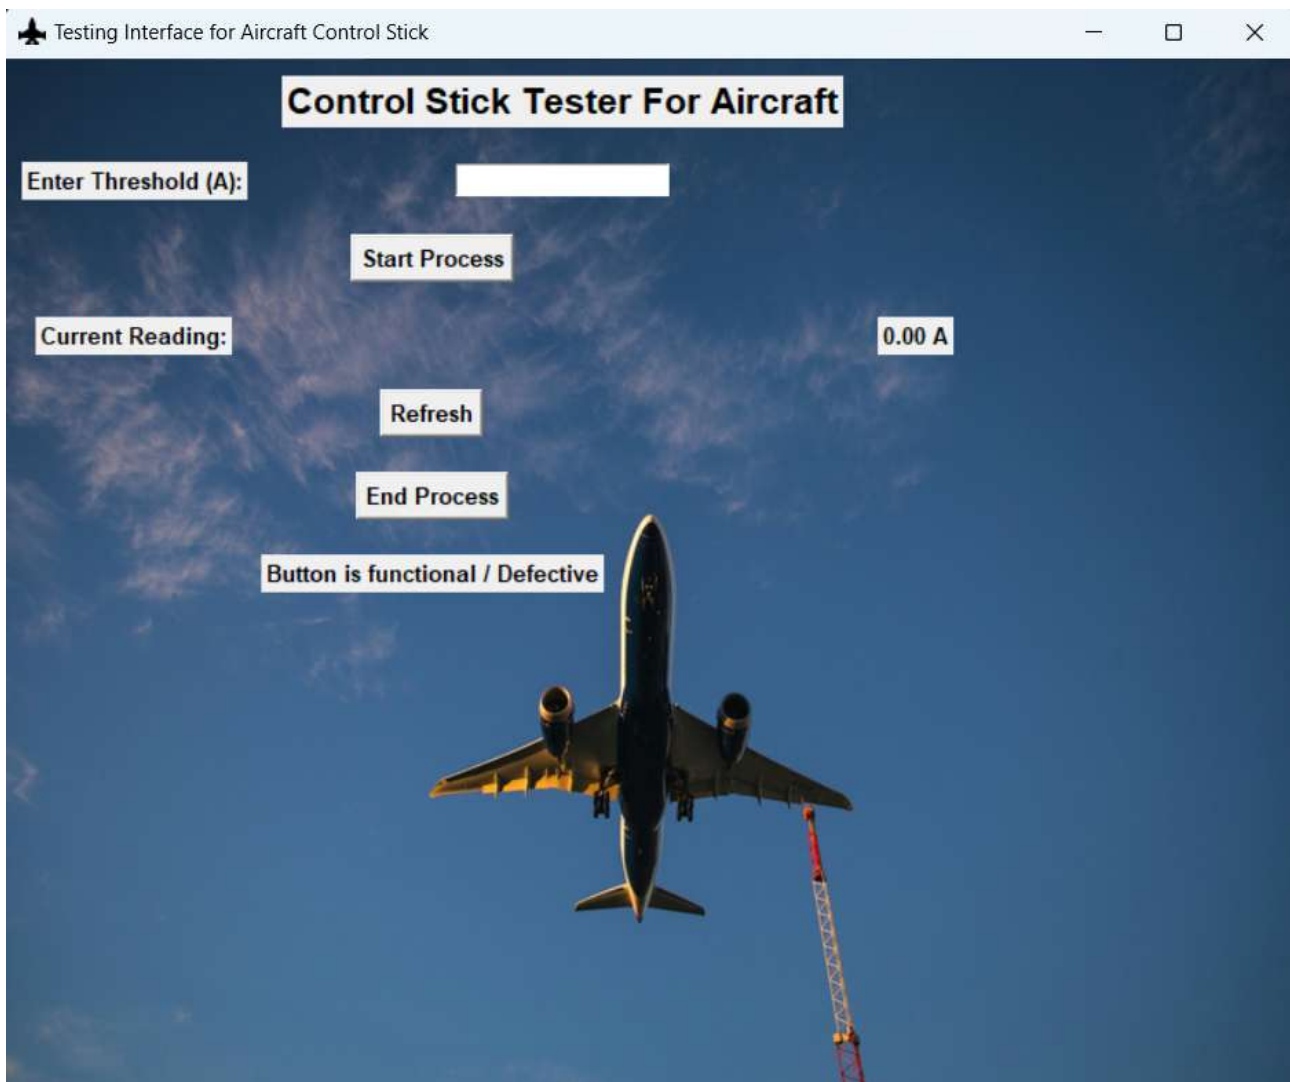 Testing Interface for Aircraft Control Stick
Control Stick Tester For Aircraft
Enter Threshold (A):
Start Process
Current Reading: 0.00 A
Refresh
End Process
Button is functional / Defective